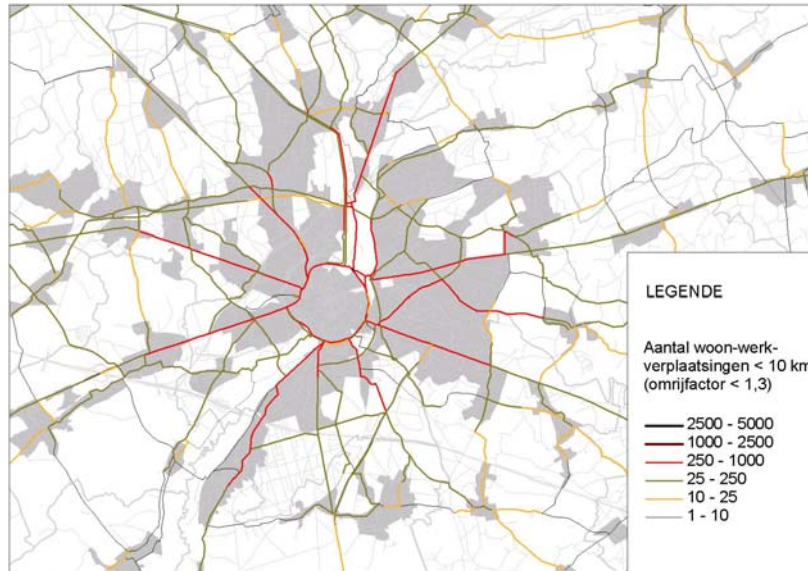 LEGENDE
Aantal woon-werk-
verplaatsingen < 10 km
(omrijfactor < 1,3)
2500 - 5000
1000 - 2500
250 - 1000
25 - 250
10 - 25
1 - 10